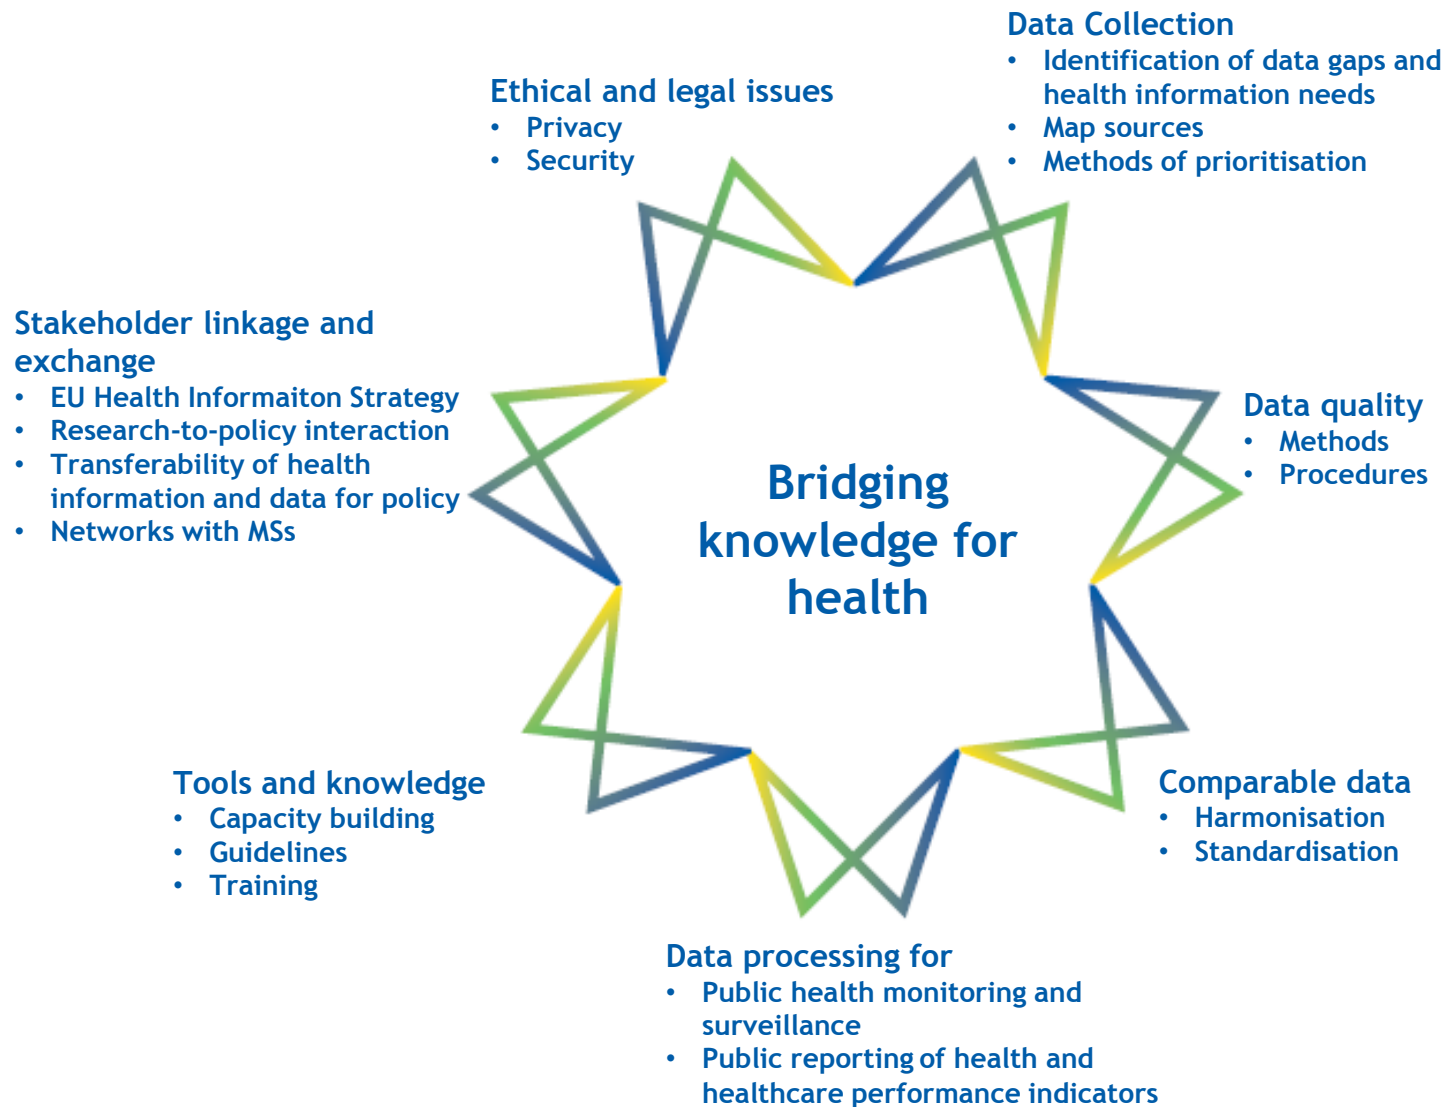 Data Collection
• Identification of data gaps and
health information needs
• Map sources
• Methods of prioritisation
Ethical and legal issues
• Privacy
• Security
Stakeholder linkage and
exchange
• EU Health Informaiton Strategy
• Research-to-policy interaction
• Transferability of health
information and data for policy
• Networks with MSs
Data quality
• Methods
• Procedures
Bridging
knowledge for
health
Tools and knowledge
• Capacity building
• Guidelines
• Training
Comparable data
• Harmonisation
• Standardisation
Data processing for
• Public health monitoring and
surveillance
• Public reporting of health and
healthcare performance indicators